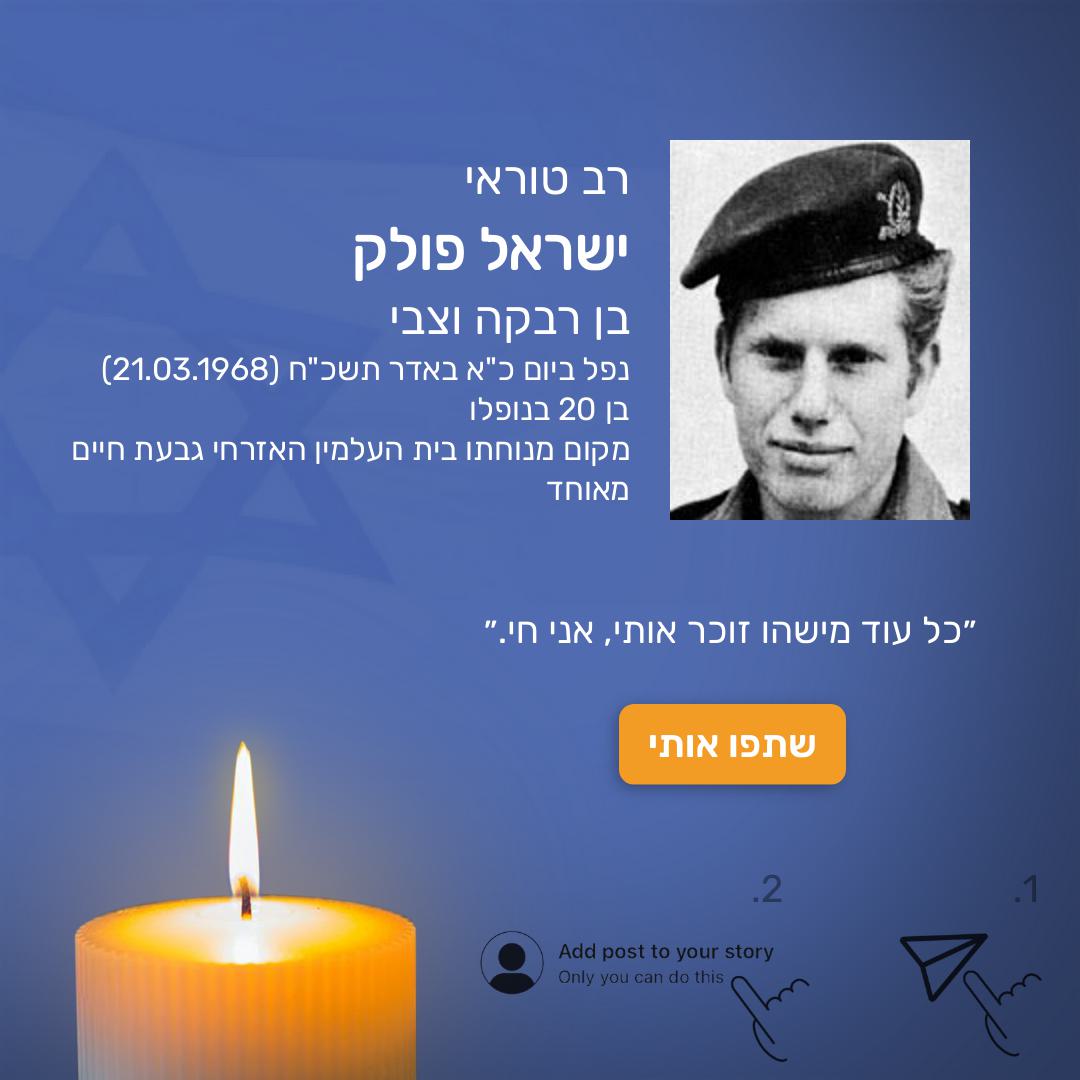 רב טוראי
ישראל פולק
בן רבקה וצבי
נפל ביום כ"א באדר תשכ"ח (21.03.1968)
בן 20 בנופלו
מקום מנוחתו בית העלמין האזרחי גבעת חיים
מאוחד
״כל עוד מישהו זוכר אותי, אני חי.״
שתפו אותי
1.
2.
Add post to your story
Only you can do this